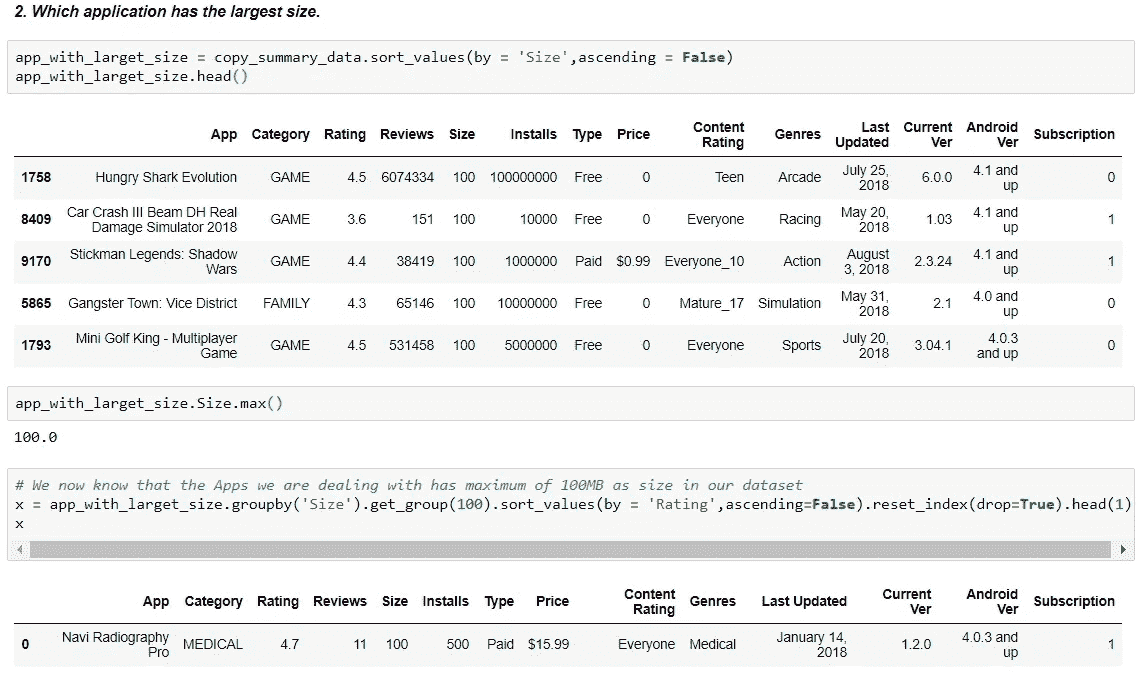 2. Which application has the largest size.
app_with_larget_size = copy_summary_data.sort_values(by = 'Size',ascending = False)
app_with_larget_size.head()
App Category Rating Reviews Size Installs Type Price Content Rating Genres Last Updated Current Ver Android Ver Subscription
1758 Hungry Shark Evolution GAME 4.5 6074334 100 100000000 Free 0 Teen Arcade July 25, 2018 6.0.0 4.1 and up 0
8409 Car Crash III Beam DH Real Damage Simulator 2018 GAME 3.6 151 100 10000 Free 0 Everyone Racing May 20, 2018 1.03 4.1 and up 1
9170 Stickman Legends: Shadow Wars GAME 4.4 38419 100 1000000 Paid $0.99 Everyone_10 Action August 3, 2018 2.3.24 4.1 and up 1
5865 Gangster Town: Vice District FAMILY 4.3 65146 100 10000000 Free 0 Mature_17 Simulation May 31, 2018 2.1 4.0 and up 0
1793 Mini Golf King - Multiplayer Game GAME 4.5 531458 100 5000000 Free 0 Everyone Sports July 20, 2018 3.04.1 4.0.3 and up 0
app_with_larget_size.Size.max()
100.0
# We now know that the Apps we are dealing with has maximum of 100MB as size in our dataset
x = app_with_larget_size.groupby('Size').get_group(100).sort_values(by = 'Rating',ascending=False).reset_index(drop=True).head(1)
x
App Category Rating Reviews Size Installs Type Price Content Rating Genres Last Updated Current Ver Android Ver Subscription
0 Navi Radiography Pro MEDICAL 4.7 11 100 500 Paid $15.99 Everyone Medical January 14, 2018 1.2.0 4.0.3 and up 1